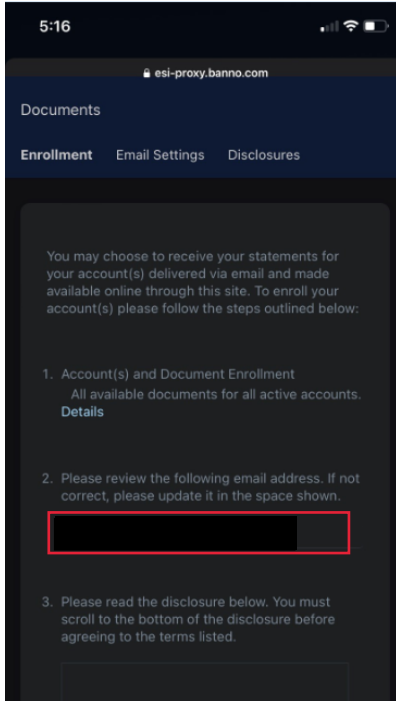 5:16
esi-proxy.banno.com
Documents
Enrollment Email Settings Disclosures
You may choose to receive your statements for
your account(s) delivered via email and made
available online through this site. To enroll your
account(s) please follow the steps outlined below:
1. Account(s) and Document Enrollment
All available documents for all active accounts.
Details
2. Please review the following email address. If not
correct, please update it in the space shown.
3. Please read the disclosure below. You must
scroll to the bottom of the disclosure before
agreeing to the terms listed.